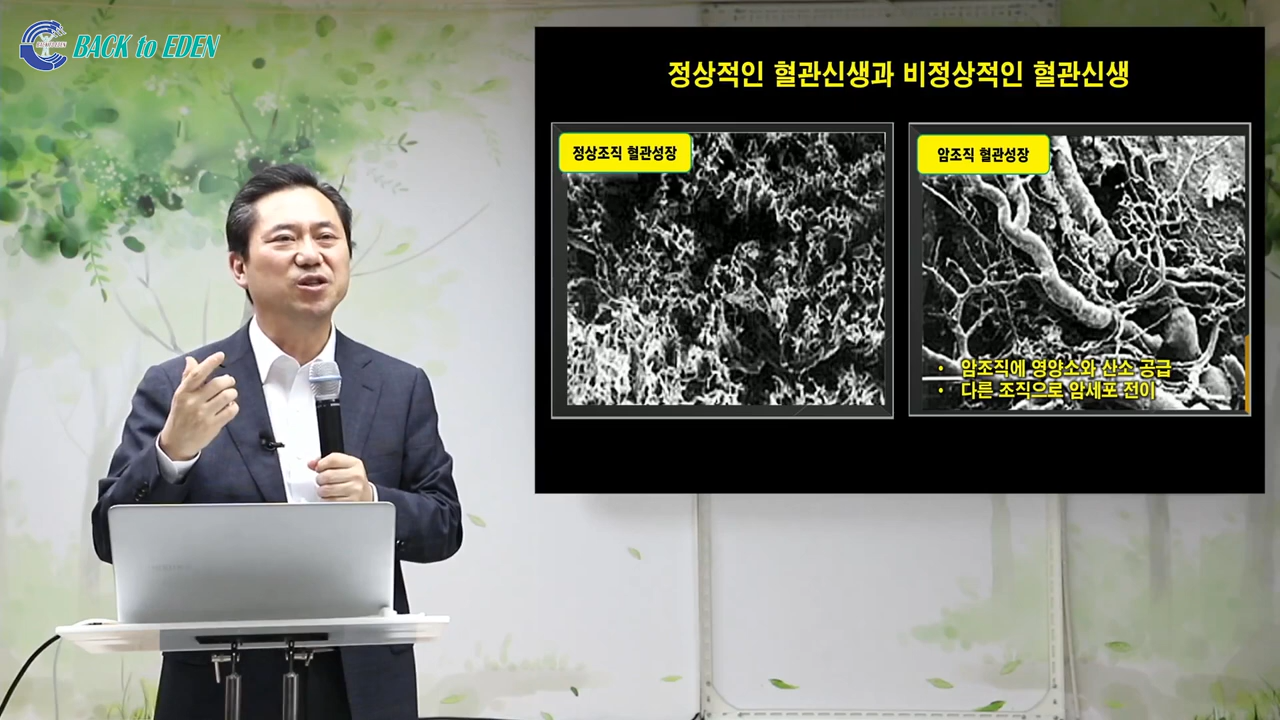 BACK to EDEN
정상적인 혈관신생과 비정상적인 혈관신생
정상조직 혈관성장
암조직 혈관성장
• 암조직에 영양소와 산소 공급
• 다른 조직으로 암세포 전이